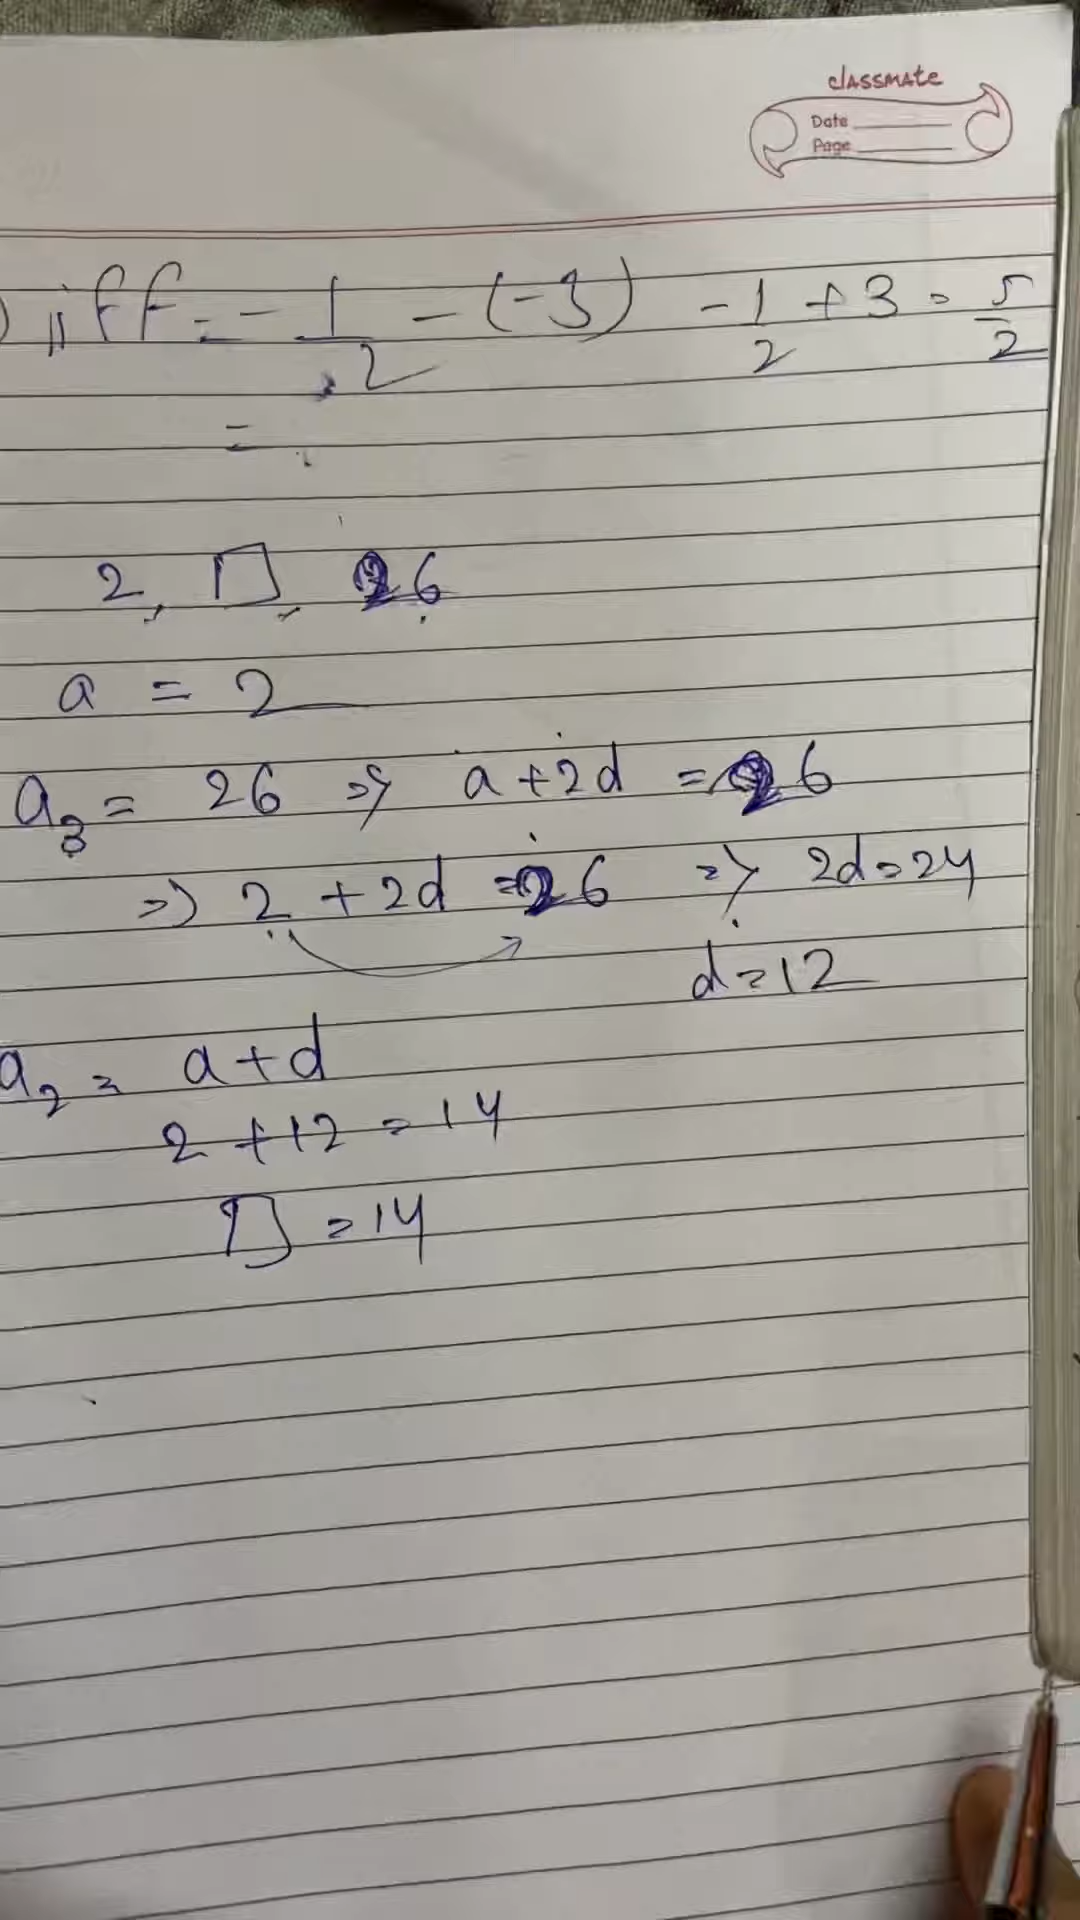 classmate
Date
Page
Diff = -1/2 - (-3) -1/2 + 3 = 5/2
=
2, □, 26
a = 2
a₃ = 26 ⇒ a + 2d = 26
⇒ 2 + 2d = 26 ⇒ 2d = 24
d = 12
a₂ = a + d
2 + 12 = 14
□ = 14